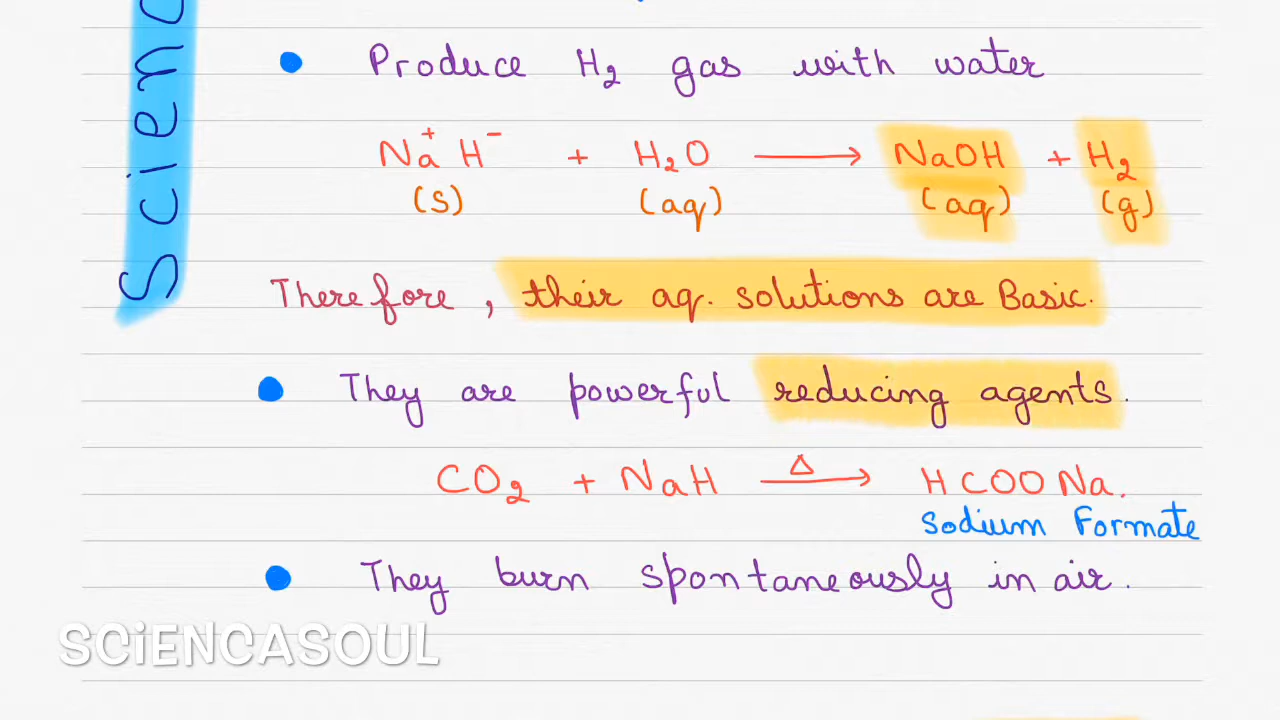 Scienc
Produce H₂ gas with water
Na⁺H⁻ + H₂O ⟶ NaOH + H₂
(s) (aq) (aq) (g)
Therefore, their aq. solutions are Basic.
They are powerful reducing agents.
CO₂ + NaH —Δ→ HCOONa.
Sodium Formate
They burn spontaneously in air.
SCiENCASOUL